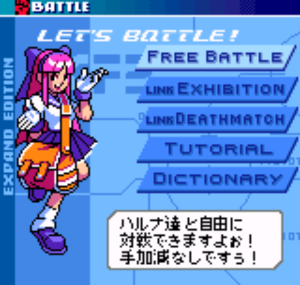 BATTLE
LET'S BATTLE!
FREE BATTLE
LINK EXHIBITION
LINK DEATHMATCH
TUTORIAL
DICTIONARY
EXPAND EDITION
ハルナ達と自由に
対戦できますよぉ!
手加減なしですぅ!